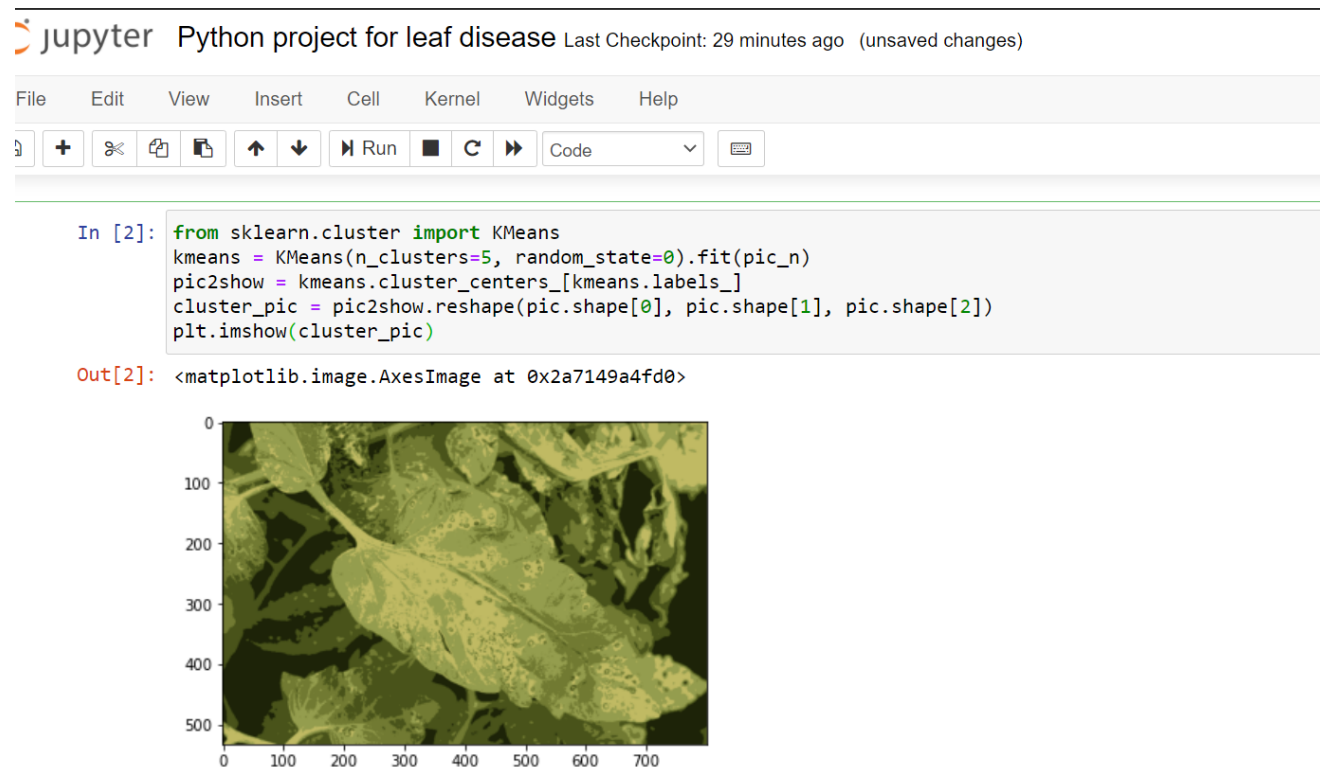 jupyter Python project for leaf disease Last Checkpoint: 29 minutes ago (unsaved changes)
File Edit View Insert Cell Kernel Widgets Help
Run Code
In [2]: from sklearn.cluster import KMeans
kmeans = KMeans(n_clusters=5, random_state=0).fit(pic_n)
pic2show = kmeans.cluster_centers_[kmeans.labels_]
cluster_pic = pic2show.reshape(pic.shape[0], pic.shape[1], pic.shape[2])
plt.imshow(cluster_pic)
Out[2]: <matplotlib.image.AxesImage at 0x2a7149a4fd0>
0
100
200
300
400
500
0 100 200 300 400 500 600 700